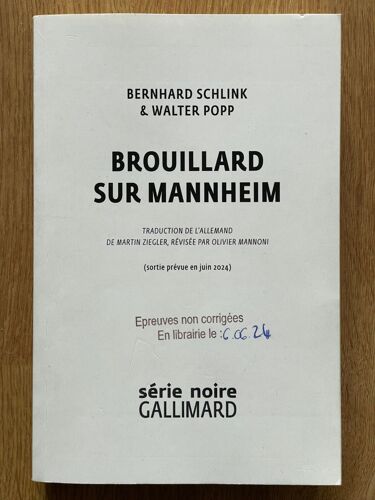 BERNHARD SCHLINK
& WALTER POPP
BROUILLARD
SUR MANNHEIM
TRADUCTION DE L'ALLEMAND
DE MARTIN ZIEGLER, RÉVISÉE PAR OLIVIER MANNONI
(sortie prévue en juin 2024)
Epreuves non corrigées
En librairie le : 6.06.24
série noire
GALLIMARD